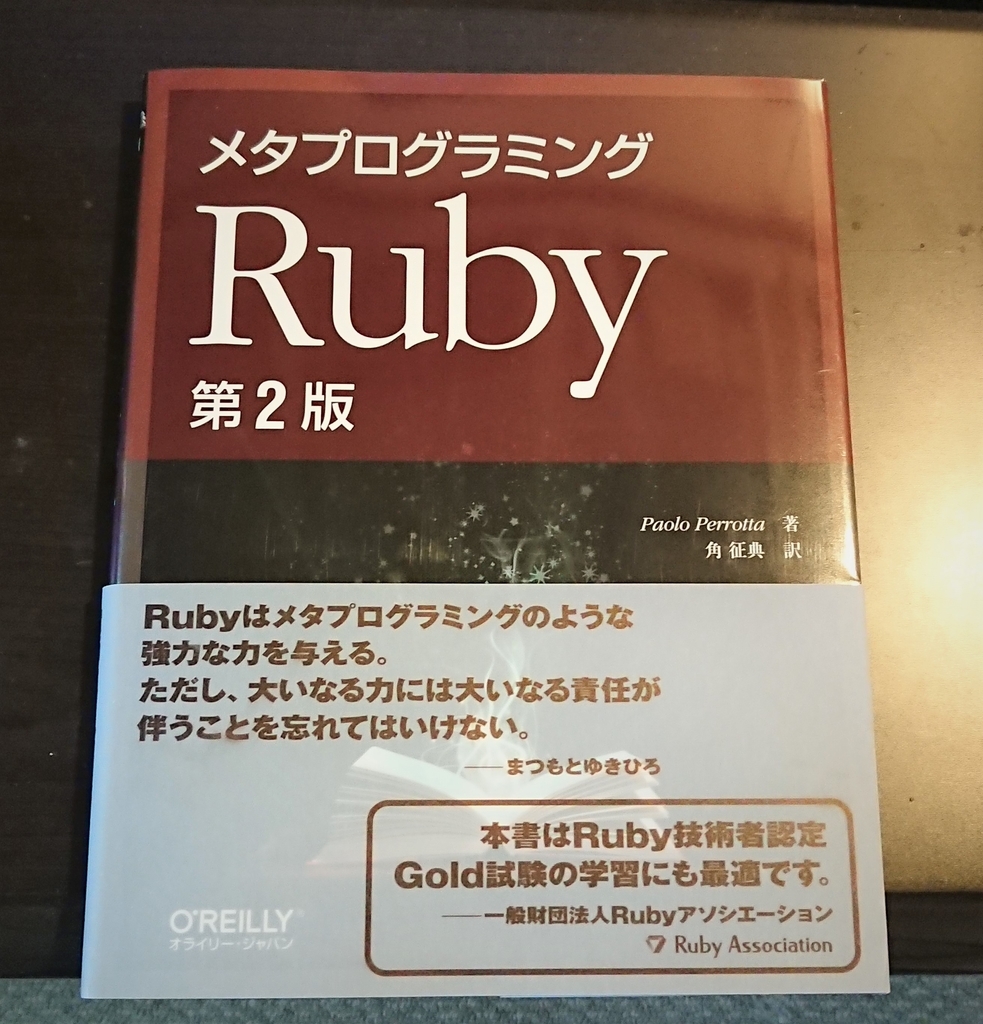 メタプログラミング
Ruby
第2版
Paolo Perrotta 著
角 征典 訳
Rubyはメタプログラミングのような
強力な力を与える。
ただし、大いなる力には大いなる責任が
伴うことを忘れてはいけない。
──まつもとゆきひろ
本書はRuby技術者認定
Gold試験の学習にも最適です。
──一般財団法人Rubyアソシエーション
Ruby Association
O'REILLY®
オライリー・ジャパン